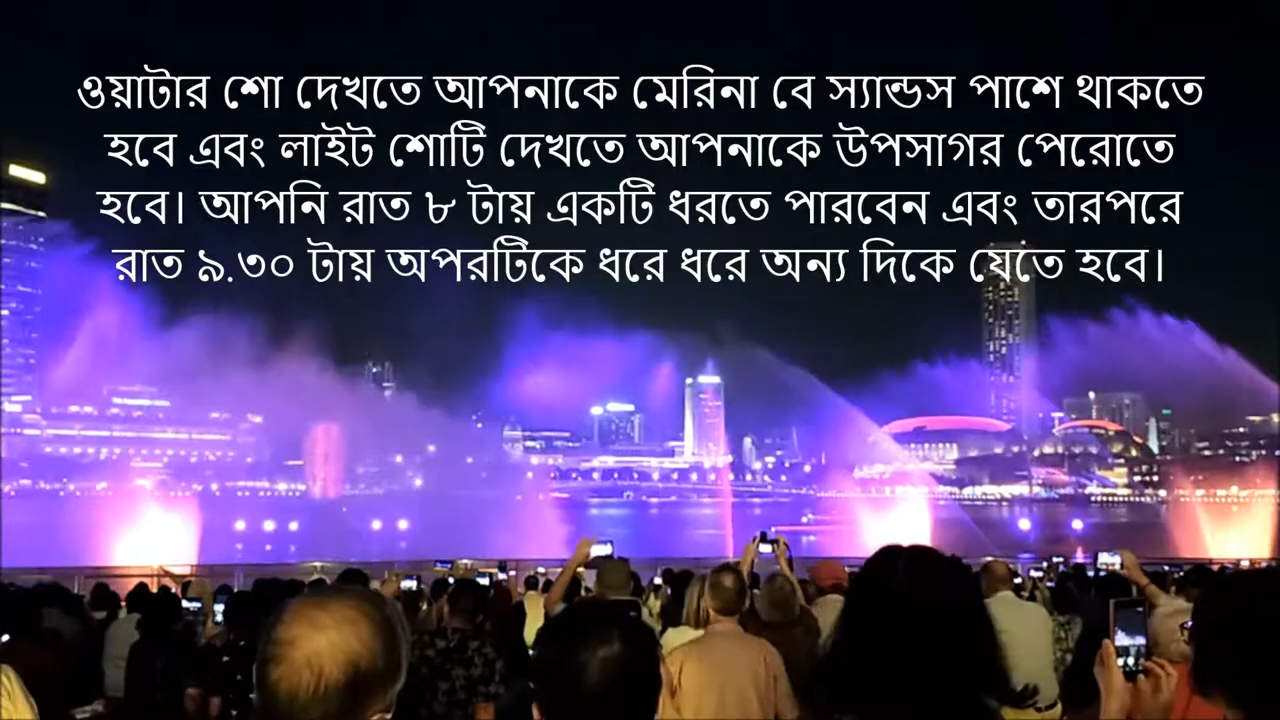 ওয়াটার শো দেখতে আপনাকে মেরিনা বে স্যান্ডস পাশে থাকতে
হবে এবং লাইট শোটি দেখতে আপনাকে উপসাগর পেরোতে
হবে। আপনি রাত ৮ টায় একটি ধরতে পারবেন এবং তারপরে
রাত ৯.৩০ টায় অপরটিকে ধরে ধরে অন্য দিকে যেতে হবে।